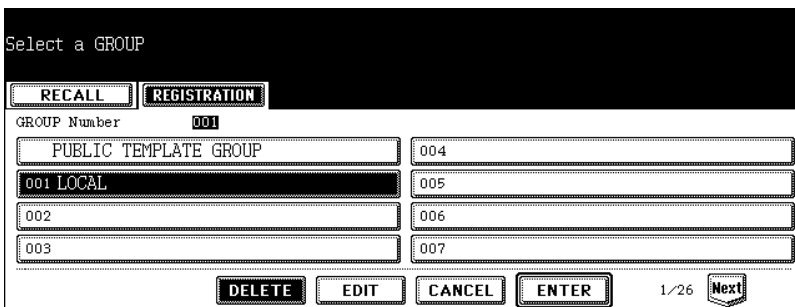 Select a GROUP
RECALL REGISTRATION
GROUP Number 001
PUBLIC TEMPLATE GROUP 004
001 LOCAL 005
002 006
003 007
DELETE EDIT CANCEL ENTER 1/26 Next